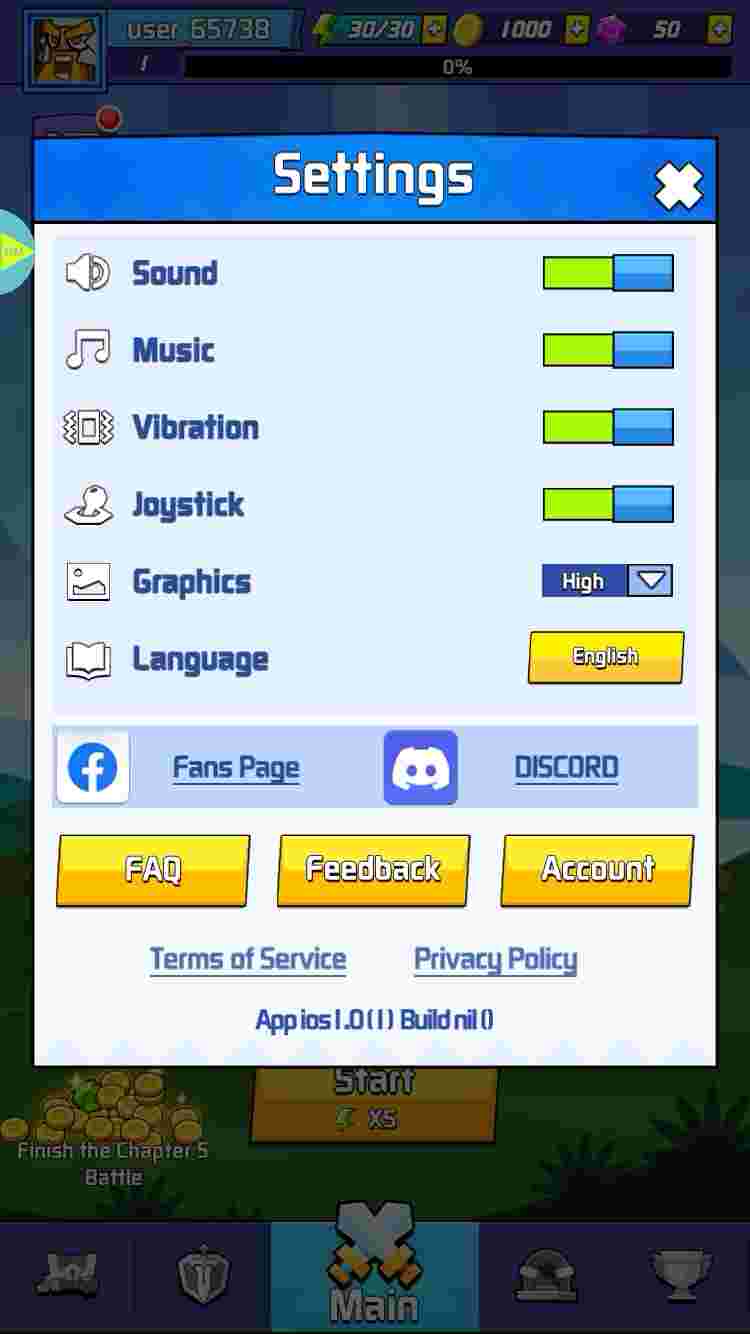 user 65738
30/30
1000
50
1
0%
Settings
Sound
Music
Vibration
Joystick
Graphics
High
Language
English
Fans Page
DISCORD
FAQ
Feedback
Account
Terms of Service
Privacy Policy
App ios1.0(1) Build nil()
Start
X5
Finish the Chapter 5
Battle
Main